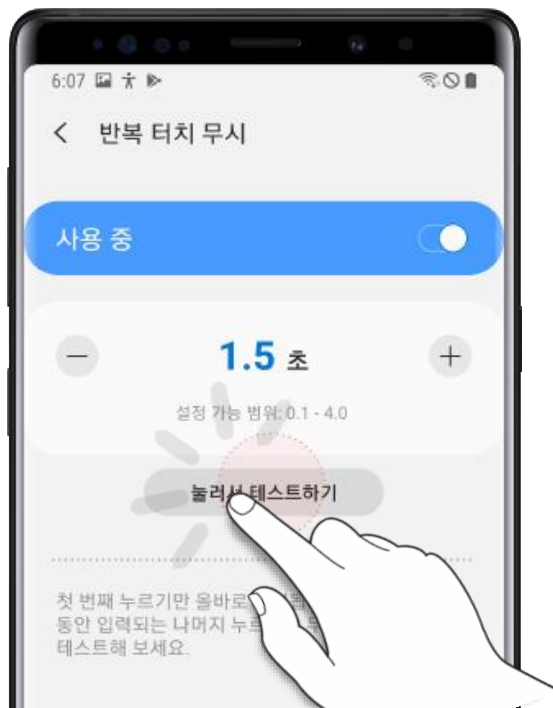 6:07
반복 터치 무시
사용 중
1.5 초
설정 가능 범위: 0.1 - 4.0
눌러서 테스트하기
첫 번째 누르기만 올바로
동안 입력되는 나머지
테스트해 보세요.